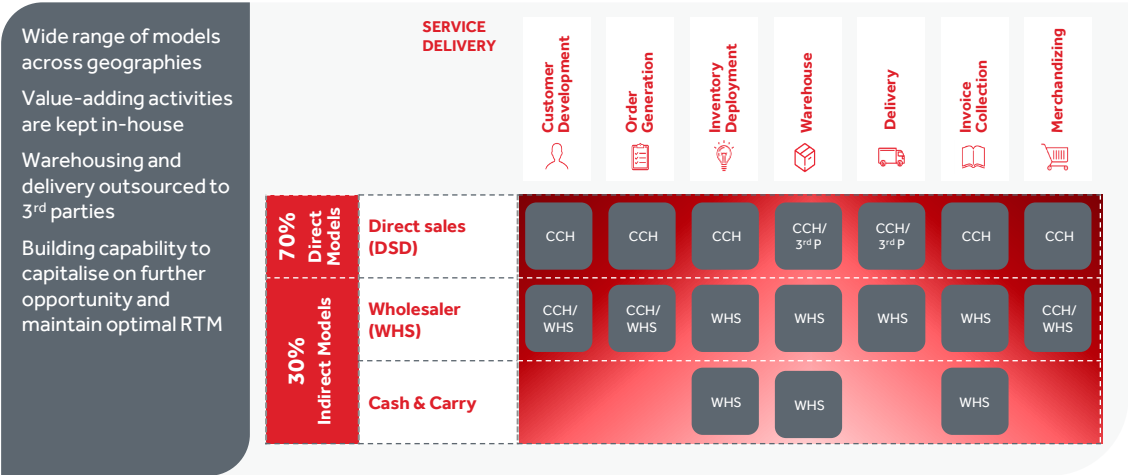 Wide range of models
across geographies
Value-adding activities
are kept in-house
Warehousing and
delivery outsourced to
3rd parties
Building capability to
capitalise on further
opportunity and
maintain optimal RTM
SERVICE
DELIVERY
Customer
Development
Order
Generation
Inventory
Deployment
Warehouse
Delivery
Invoice
Collection
Merchandizing
70%
Direct
Models
Direct sales
(DSD)
CCH
CCH
CCH
CCH/
3rd P
CCH/
3rd P
CCH
CCH
30%
Indirect Models
Wholesaler
(WHS)
CCH/
WHS
CCH/
WHS
WHS
WHS
WHS
WHS
CCH/
WHS
Cash & Carry
WHS
WHS
WHS